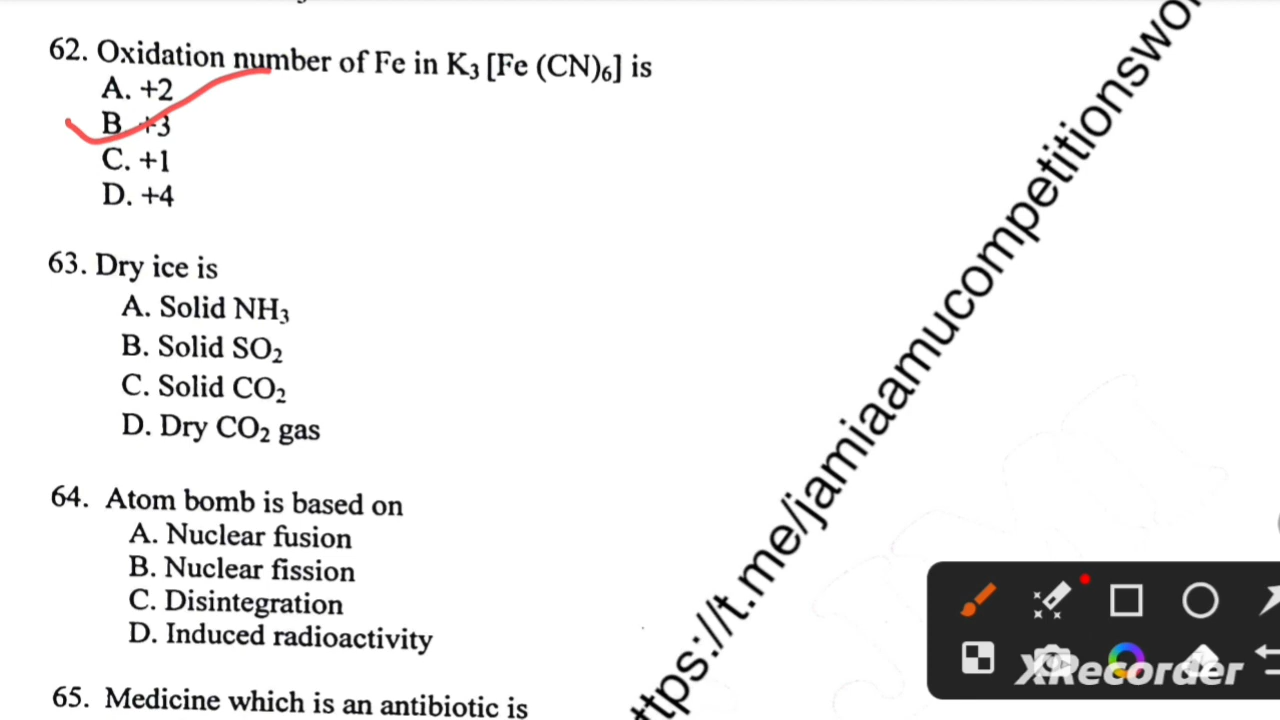 62. Oxidation number of Fe in K3 [Fe (CN)6] is
A. +2
B +3
C. +1
D. +4
63. Dry ice is
A. Solid NH3
B. Solid SO2
C. Solid CO2
D. Dry CO2 gas
64. Atom bomb is based on
A. Nuclear fusion
B. Nuclear fission
C. Disintegration
D. Induced radioactivity
65. Medicine which is an antibiotic is
ttps://t.me/jamiaamucompetitionswo
XRecorder